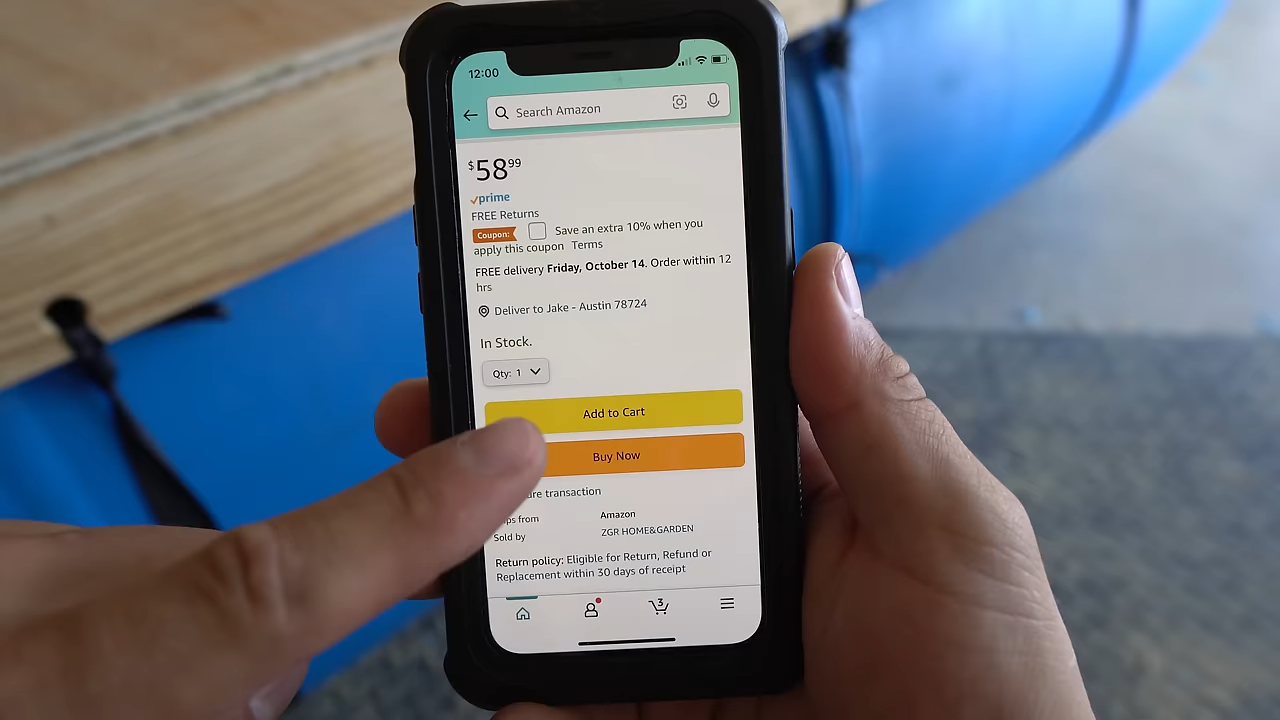 12:00
Search Amazon
$58 99
prime
FREE Returns
Coupon: Save an extra 10% when you
apply this coupon Terms
FREE delivery Friday, October 14. Order within 12
hrs
Deliver to Jake - Austin 78724
In Stock.
Qty: 1
Add to Cart
Buy Now
transaction
from Amazon
Sold by ZGR HOME&GARDEN
Return policy: Eligible for Return, Refund or
Replacement within 30 days of receipt
3